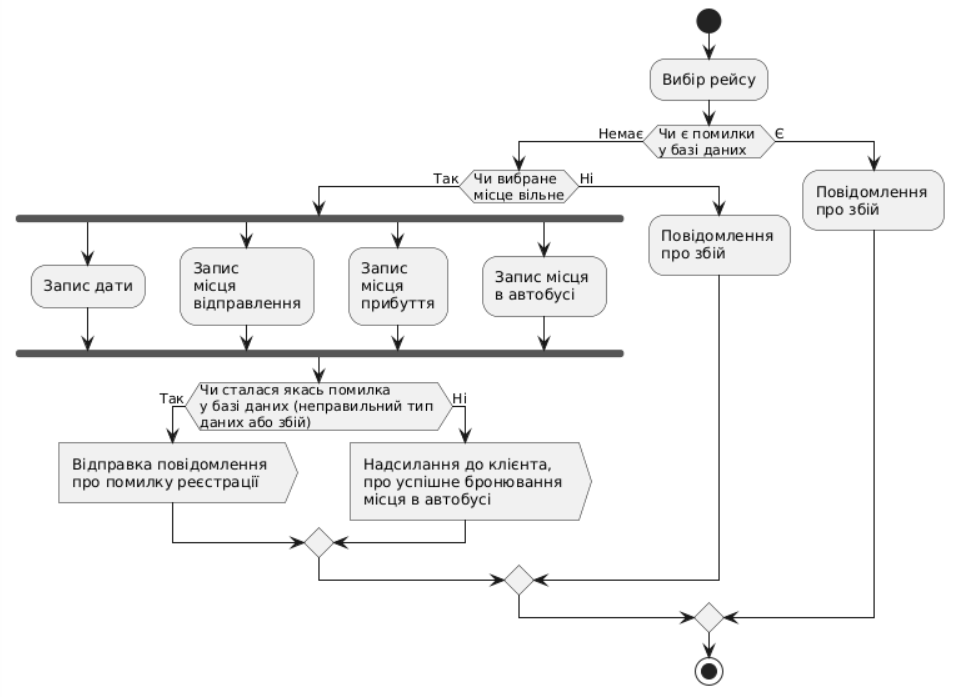 Вибір рейсу
Немає
Чи є помилки
у базі даних
Є
Так
Чи вибране
місце вільне
Ні
Повідомлення
про збій
Повідомлення
про збій
Запис дати
Запис
місця
відправлення
Запис
місця
прибуття
Запис місця
в автобусі
Так
Чи сталася якась помилка
у базі даних (неправильний тип
даних або збій)
Ні
Відправка повідомлення
про помилку реєстрації
Надсилання до клієнта,
про успішне бронювання
місця в автобусі